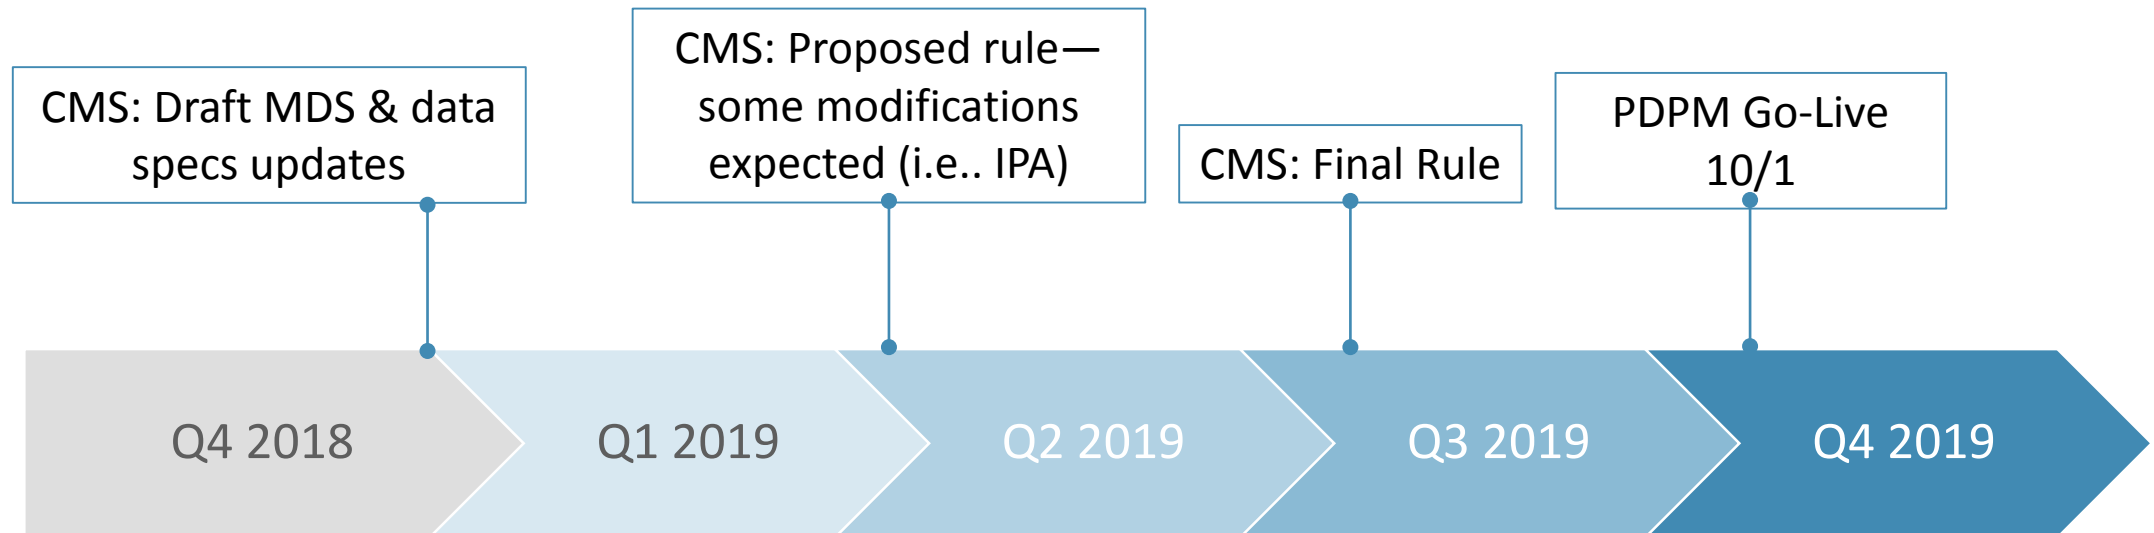 CMS: Draft MDS & data
specs updates
CMS: Proposed rule—
some modifications
expected (i.e.. IPA)
CMS: Final Rule
PDPM Go-Live
10/1
Q4 2018
Q1 2019
Q2 2019
Q3 2019
Q4 2019